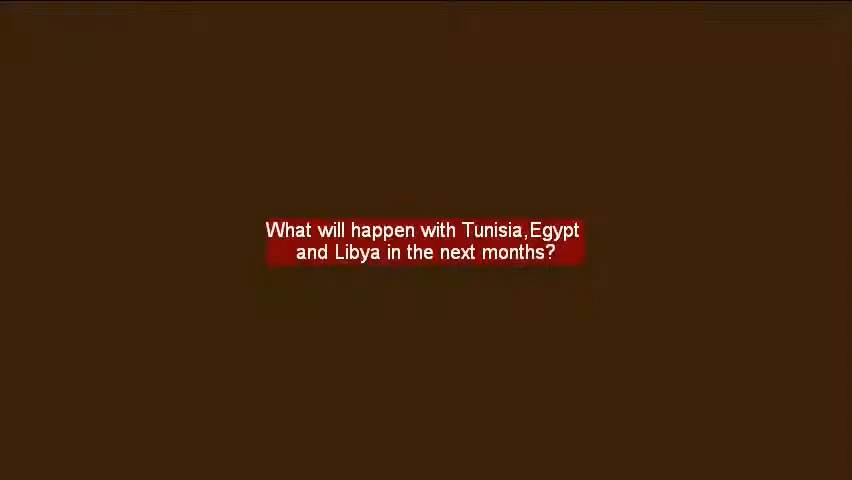 What will happen with Tunisia,Egypt
and Libya in the next months?